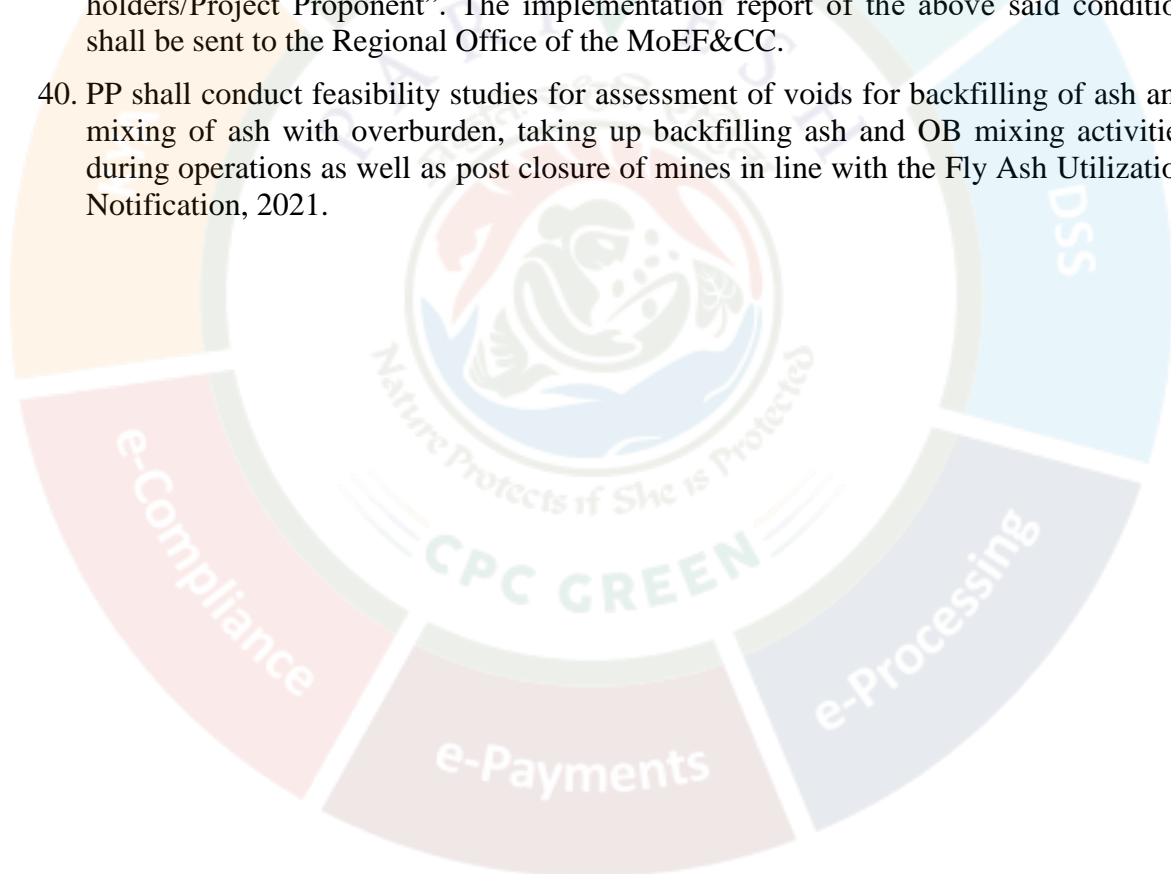 holders/Project Proponent”. The implementation report of the above said conditio
shall be sent to the Regional Office of the MoEF&CC.
40. PP shall conduct feasibility studies for assessment of voids for backfilling of ash an
mixing of ash with overburden, taking up backfilling ash and OB mixing activitie
during operations as well as post closure of mines in line with the Fly Ash Utilizatio
Notification, 2021.
DSS
Nature Protects if She is Protected
CPC GREEN
e-Compliance
e-Payments
e-Processing